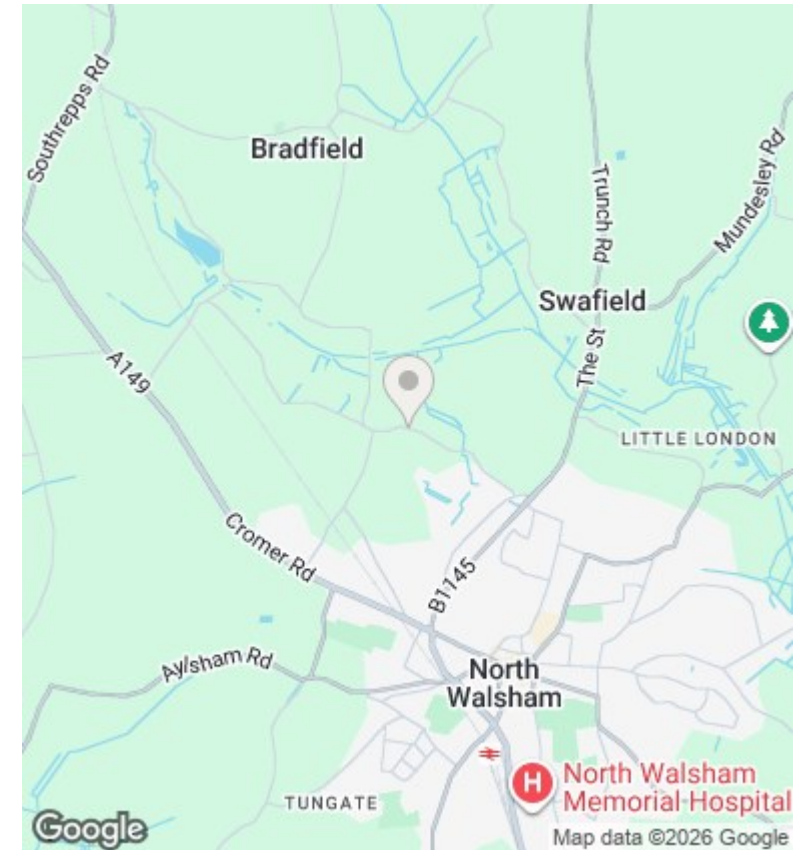 Southrepps Rd
Bradfield
Trunch Rd
Mundesley Rd
Swafield
The St
A149
LITTLE LONDON
Cromer Rd
B1145
Aylsham Rd
North
Walsham
TUNGATE
H
North Walsham
Memorial Hospital
Google
Map data ©2026 Google